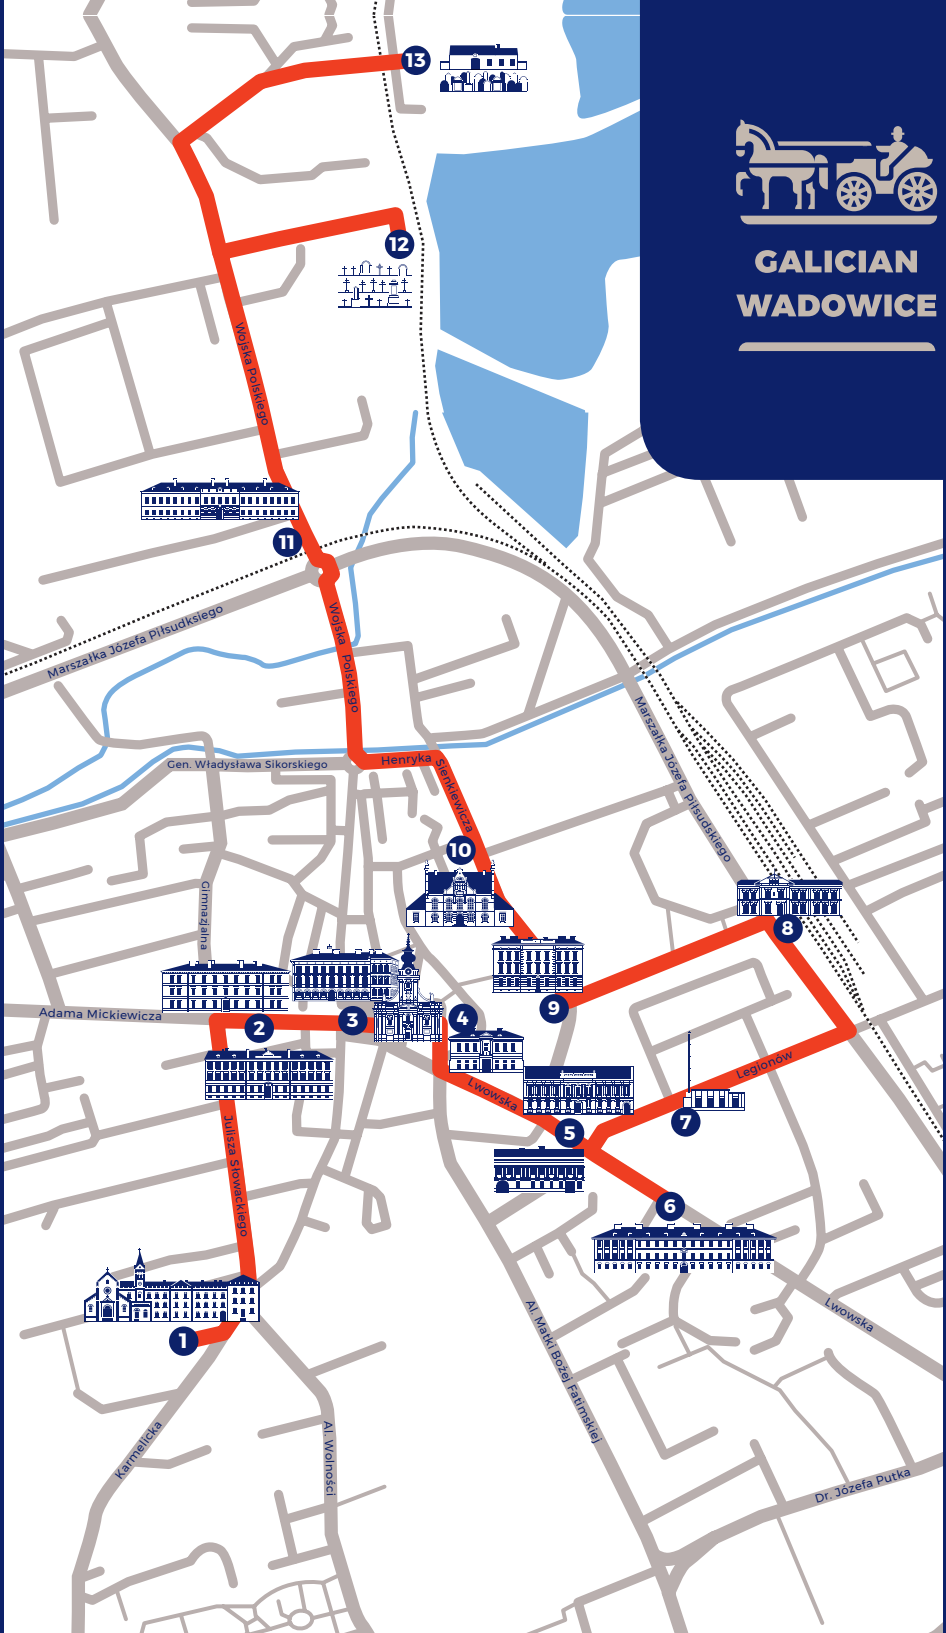 13
GALICIAN
WADOWICE
12
Wojska Polskiego
11
Marszałka Józefa Piłsudksiego
Wojska Polskiego
Marszałka Józefa Piłsudskiego
Gen. Władysława Sikorskiego
Henryka Sienkiewicza
10
Gimnazjalna
8
9
Adama Mickiewicza
2
3
4
Legionów
Lwowska
7
5
Julisza Słowackiego
6
1
Lwowska
Al. Matki Bożej Fatimskiej
Karmelicka
Al. Wolności
Dr. Józefa Putka